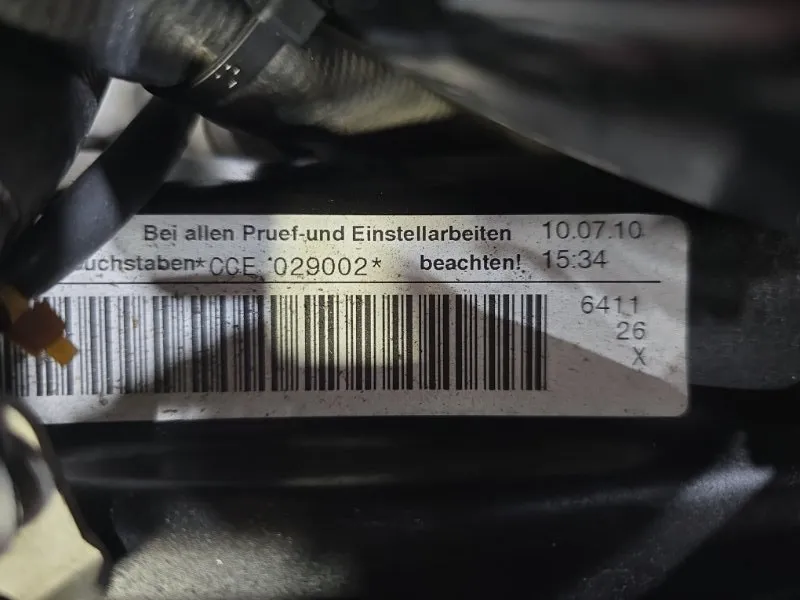 Bei allen Pruef-und Einstellarbeiten 10.07.10
uchstaben*CCE 029002* beachten! 15:34
6411
26
X